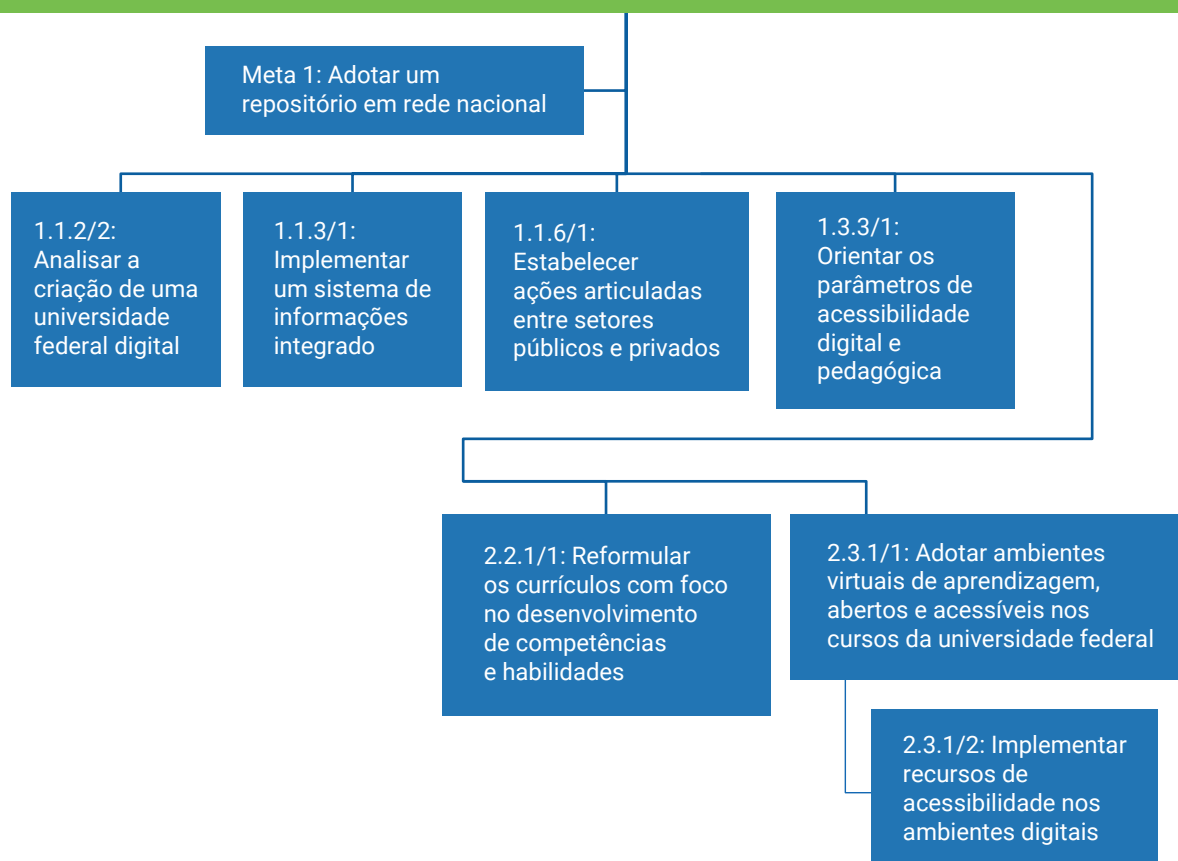 Meta 1: Adotar um
repositório em rede nacional
1.1.2/2:
Analisar a
criação de uma
universidade
federal digital
1.1.3/1:
Implementar
um sistema de
informações
integrado
1.1.6/1:
Estabelecer
ações articuladas
entre setores
públicos e privados
1.3.3/1:
Orientar os
parâmetros de
acessibilidade
digital e
pedagógica
2.2.1/1: Reformular
os currículos com foco
no desenvolvimento
de competências
e habilidades
2.3.1/1: Adotar ambientes
virtuais de aprendizagem,
abertos e acessíveis nos
cursos da universidade federal
2.3.1/2: Implementar
recursos de
acessibilidade nos
ambientes digitais